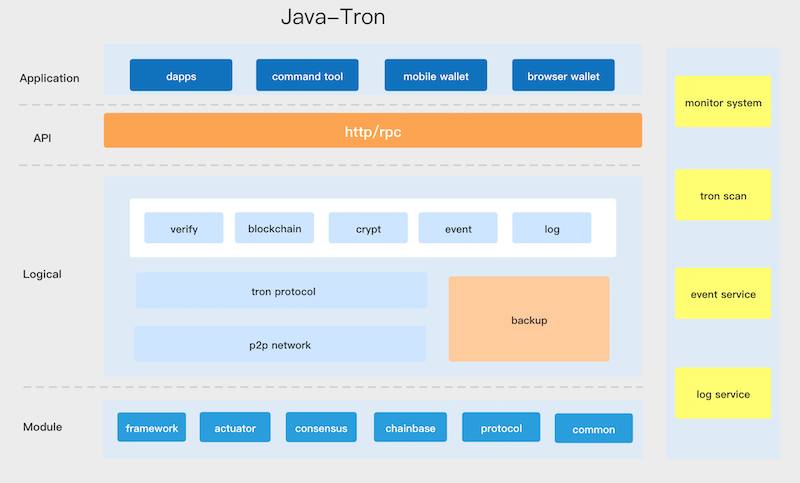 Java-Tron
Application
dapps
command tool
mobile wallet
browser wallet
API
http/rpc
Logical
verify
blockchain
crypt
event
log
tron protocol
backup
p2p network
Module
framework
actuator
consensus
chainbase
protocol
common
monitor system
tron scan
event service
log service